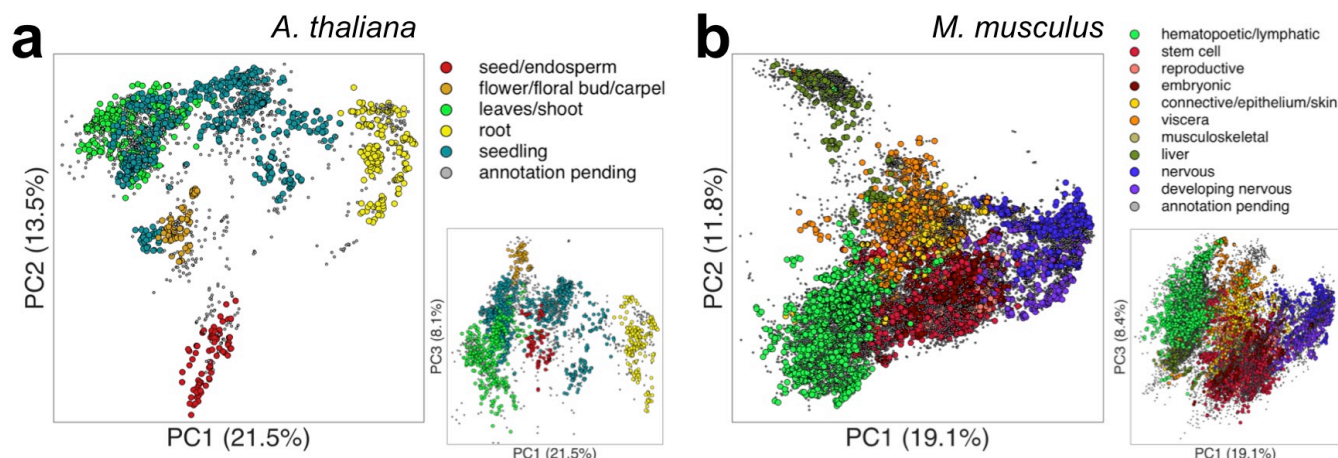 a
A. thaliana
seed/endosperm
flower/floral bud/carpel
leaves/shoot
root
seedling
annotation pending
PC2 (13.5%)
PC1 (21.5%)
PC3 (8.1%)
PC1 (21.5%)
b
M. musculus
hematopoetic/lymphatic
stem cell
reproductive
embryonic
connective/epithelium/skin
viscera
musculoskeletal
liver
nervous
developing nervous
annotation pending
PC2 (11.8%)
PC1 (19.1%)
PC3 (8.4%)
PC1 (19.1%)